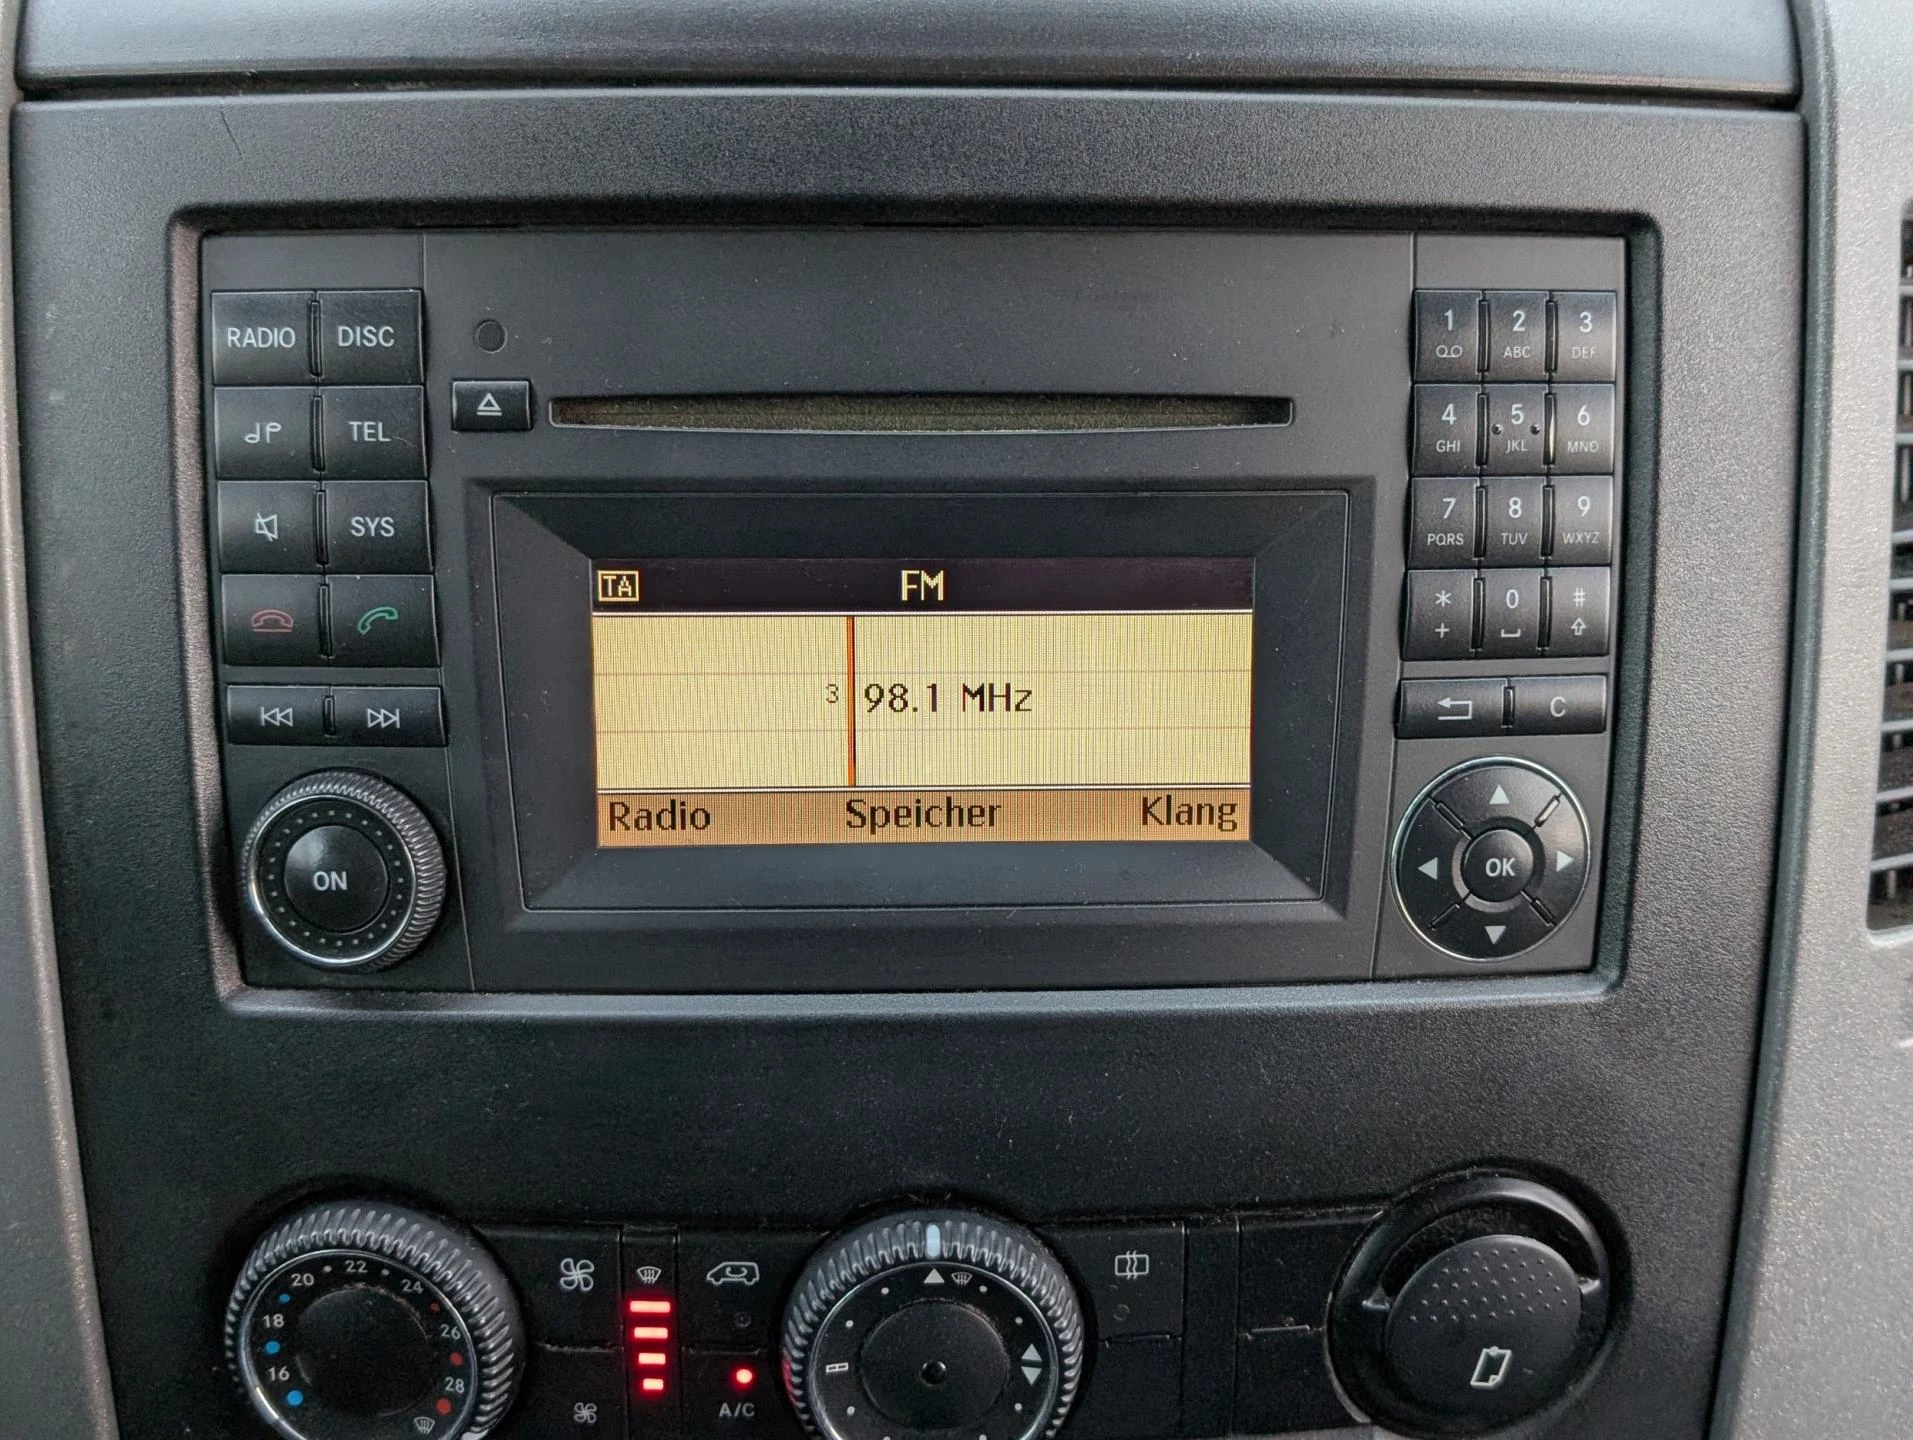 RADIO DISC
TEL
SYS
ON
TA FM
3 98.1 MHz
Radio Speicher Klang
1 2 3
ABC DEF
4 5 6
GHI JKL MNO
7 8 9
PQRS TUV WXYZ
* 0 #
+
C
OK
16 18 20 22 24 26 28
A/C